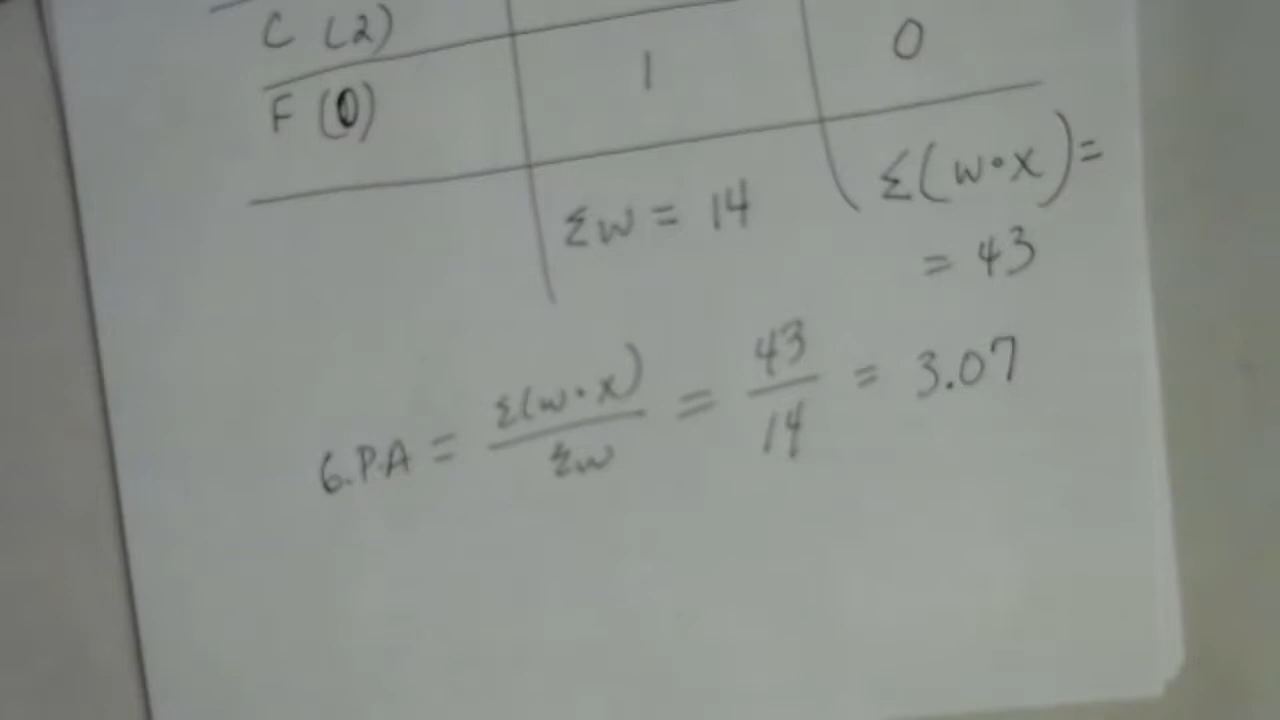 C (2)
F (0) 1 0
Σw = 14 Σ(w•x) =
= 43
G.P.A = Σ(w•x) / Σw = 43 / 14 = 3.07